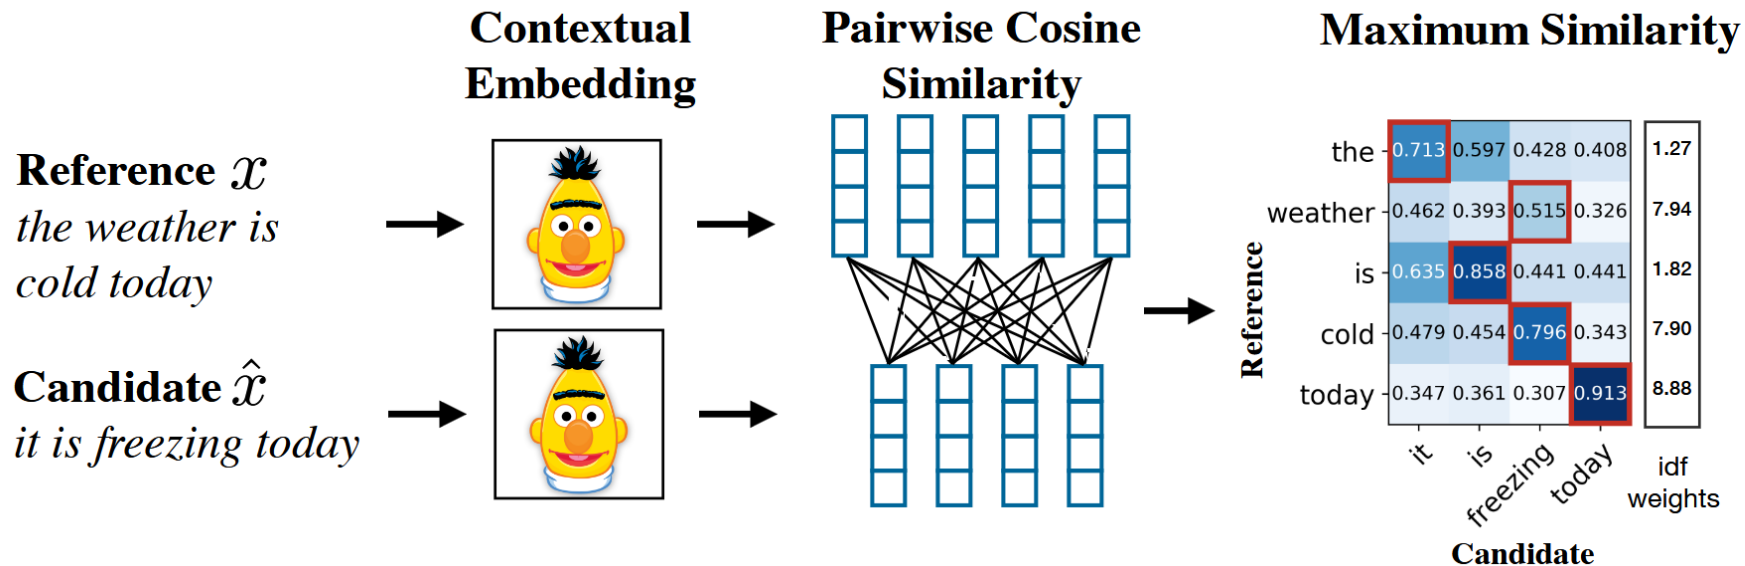 Contextual
Embedding
Pairwise Cosine
Similarity
Maximum Similarity
Reference x
the weather is
cold today
Candidate x̂
it is freezing today
Reference
the 0.713 0.597 0.428 0.408 1.27
weather 0.462 0.393 0.515 0.326 7.94
is 0.635 0.858 0.441 0.441 1.82
cold 0.479 0.454 0.796 0.343 7.90
today 0.347 0.361 0.307 0.913 8.88
it is freezing today
idf
weights
Candidate